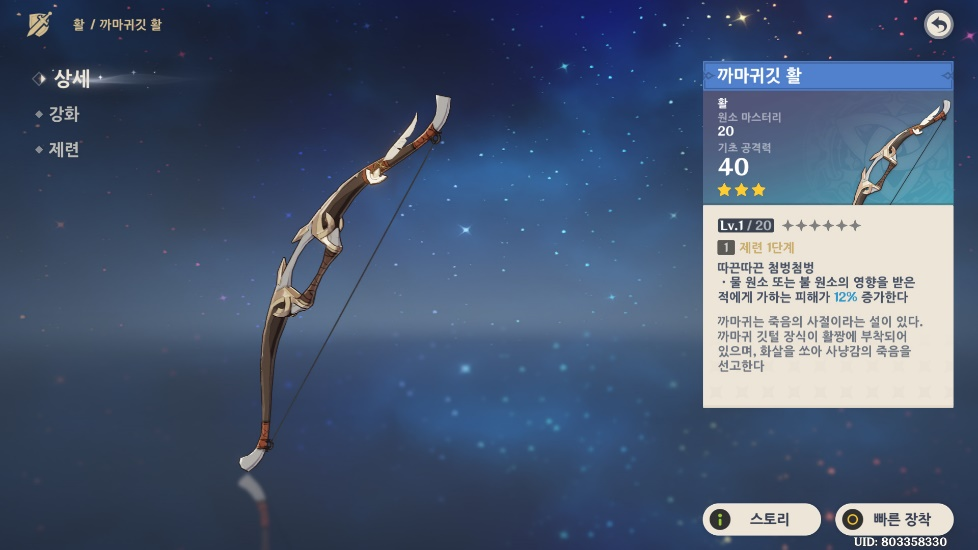 활 / 까마귀깃 활
상세
강화
제련
까마귀깃 활
활
원소 마스터리
20
기초 공격력
40
Lv.1 / 20
1 제련 1단계
따끈따끈 첨벙첨벙
· 물 원소 또는 불 원소의 영향을 받은
적에게 가하는 피해가 12% 증가한다
까마귀는 죽음의 사절이라는 설이 있다.
까마귀 깃털 장식이 활짱에 부착되어
있으며, 화살을 쏘아 사냥감의 죽음을
선고한다
스토리
빠른 장착
UID: 803358330